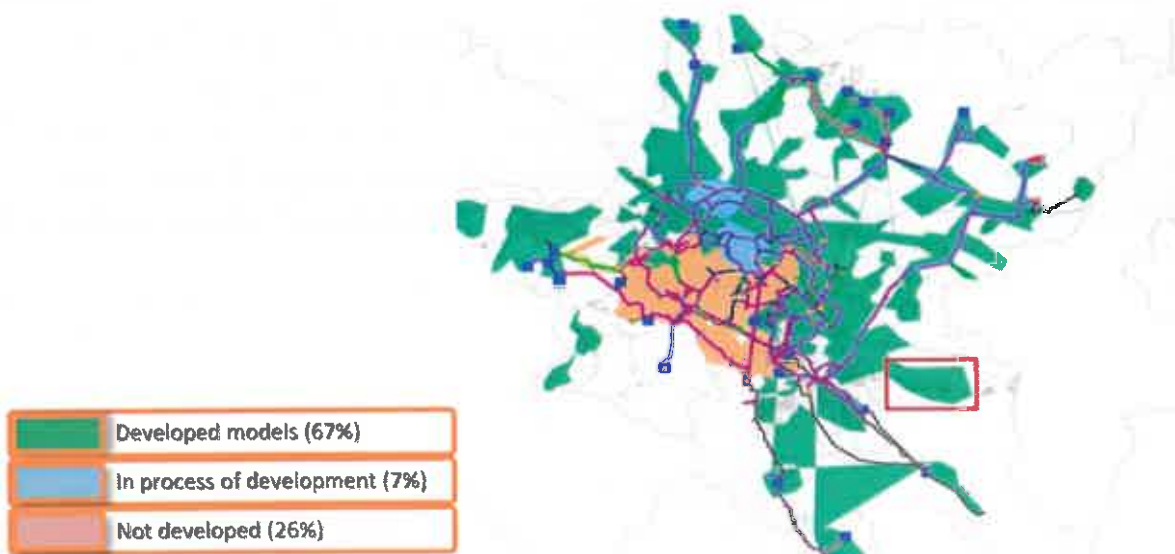 Developed models (67%)
In process of development (7%)
Not developed (26%)